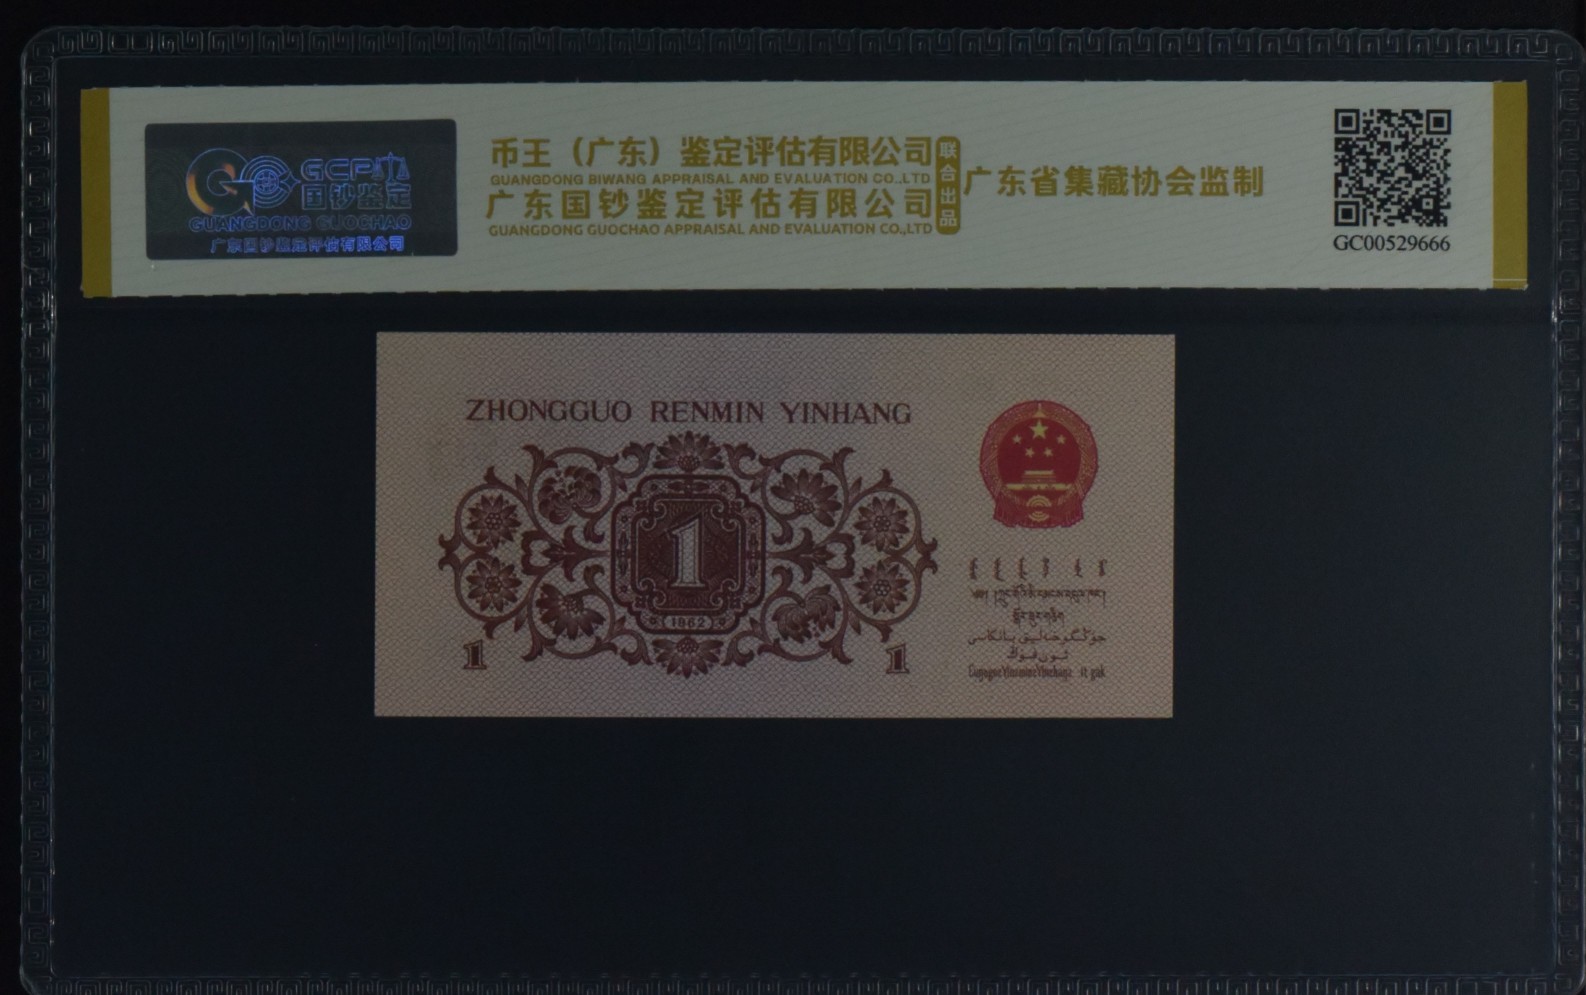 GCF
国钞鉴定
GUANGDONG GUOCHAO
广东国钞鉴定评估有限公司
币王（广东）鉴定评估有限公司
GUANGDONG BIWANG APPRAISAL AND EVALUATION CO.,LTD
广东国钞鉴定评估有限公司
GUANGDONG GUOCHAO APPRAISAL AND EVALUATION CO.,LTD
联合出品
广东省集藏协会监制
GC00529666
ZHONGGUO RENMIN YINHANG
1
1962
1
1